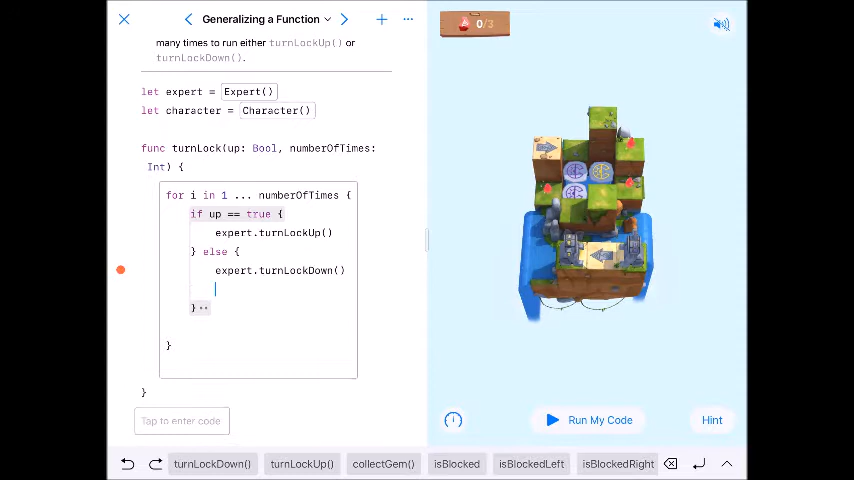 Generalizing a Function
0/3
many times to run either turnLockUp() or
turnLockDown().
let expert = Expert()
let character = Character()
func turnLock(up: Bool, numberOfTimes:
Int) {
for i in 1 ... numberOfTimes {
if up == true {
expert.turnLockUp()
} else {
expert.turnLockDown()
}
}
}
Tap to enter code
Run My Code
Hint
turnLockDown()
turnLockUp()
collectGem()
isBlocked
isBlockedLeft
isBlockedRight